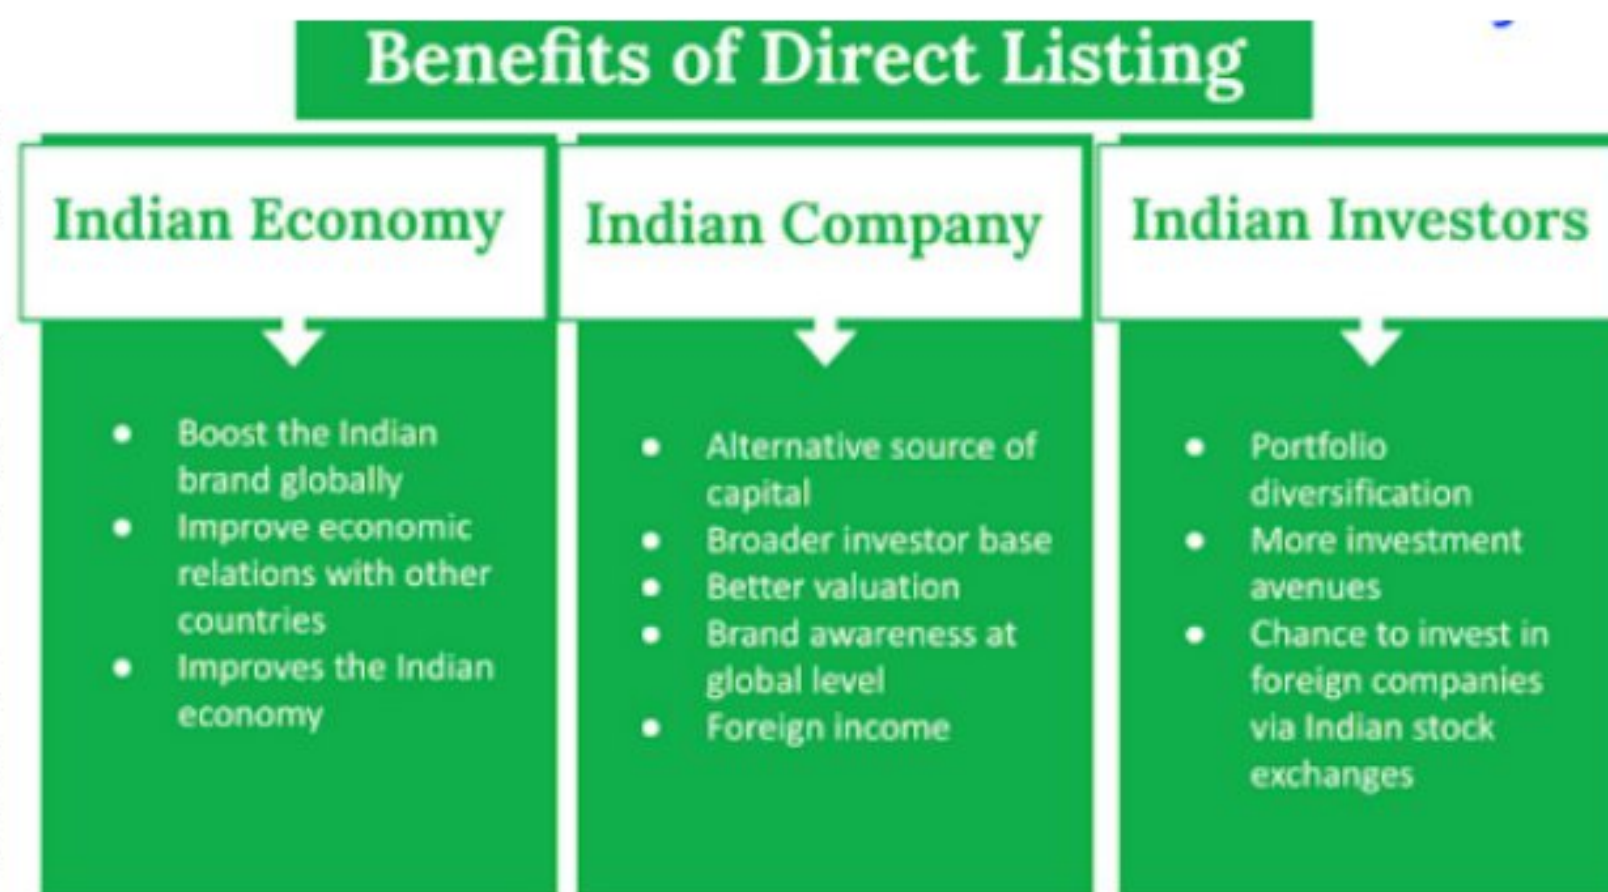 Benefits of Direct Listing
Indian Economy
Boost the Indian
brand globally
Improve economic
relations with other
countries
Improves the Indian
economy
Indian Company
Alternative source of
capital
Broader investor base
Better valuation
Brand awareness at
global level
Foreign income
Indian Investors
Portfolio
diversification
More investment
avenues
Chance to invest in
foreign companies
via Indian stock
exchanges